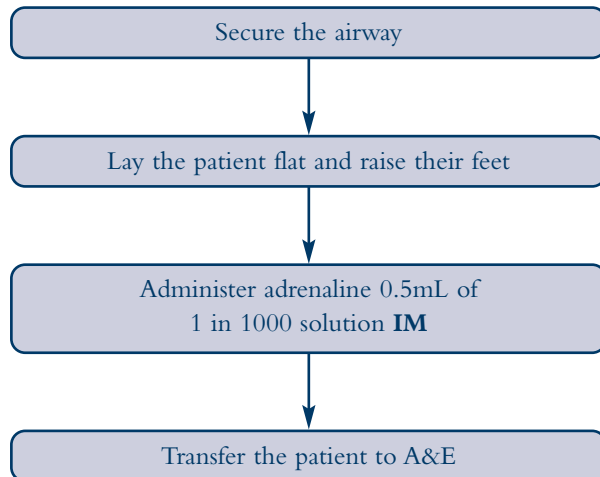 Secure the airway
Lay the patient flat and raise their feet
Administer adrenaline 0.5mL of
1 in 1000 solution IM
Transfer the patient to A&E